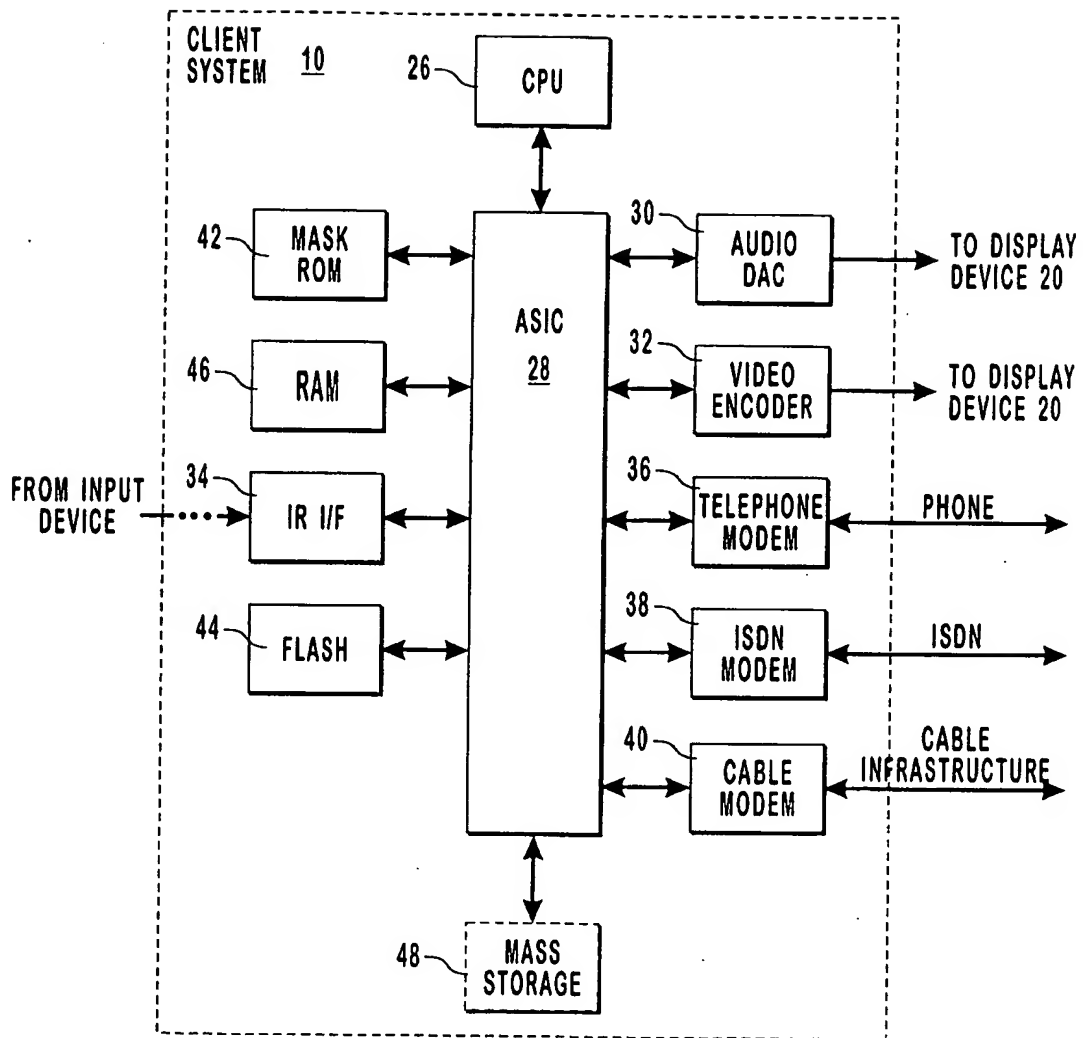 CLIENT
SYSTEM 10
26
CPU
42
MASK
ROM
30
AUDIO
DAC
TO DISPLAY
DEVICE 20
ASIC
28
46
RAM
32
VIDEO
ENCODER
TO DISPLAY
DEVICE 20
FROM INPUT
DEVICE
34
IR I/F
36
TELEPHONE
MODEM
PHONE
44
FLASH
38
ISDN
MODEM
ISDN
40
CABLE
MODEM
CABLE
INFRASTRUCTURE
48
MASS
STORAGE